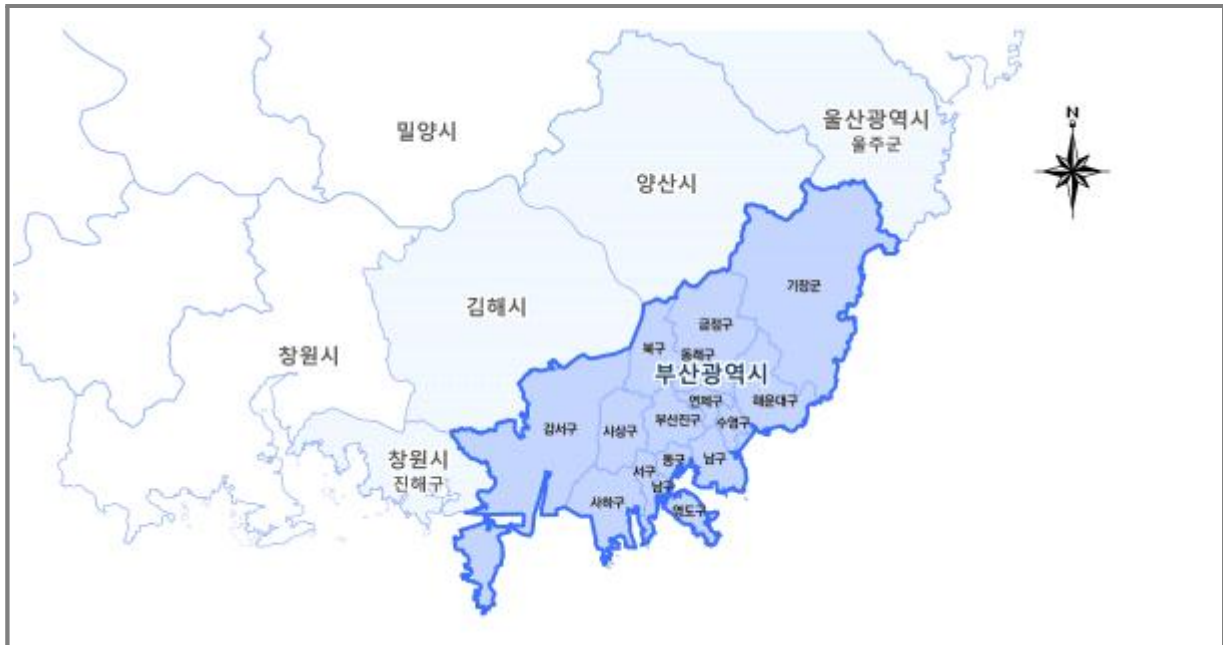 N
울산광역시
울주군
밀양시
양산시
기장군
김해시
금정구
창원시
북구
동래구
부산광역시
연제구
해운대구
강서구
사상구
부산진구
수영구
창원시
진해구
서구
동구
남구
남구
사하구
영도구